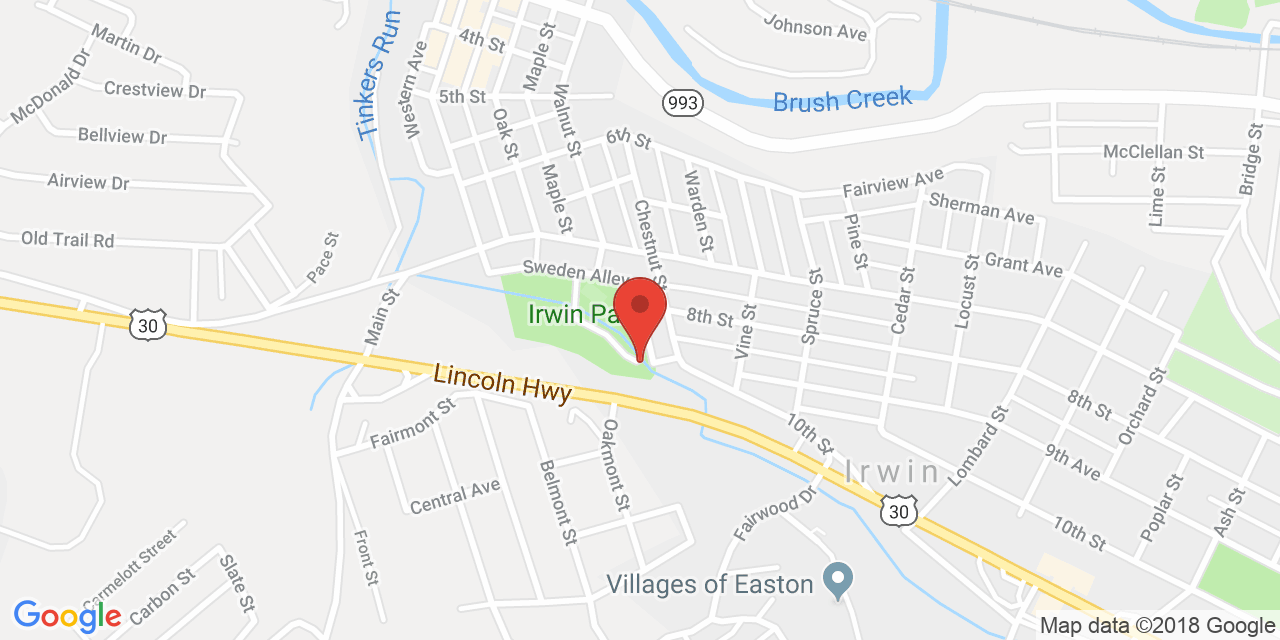 Martin Dr
McDonald Dr
Crestview Dr
Bellview Dr
Airview Dr
Old Trail Rd
Pace St
Tinkers Run
Western Ave
4th St
5th St
Maple St
Oak St
Walnut St
6th St
Maple St
Chestnut St
Warden St
993
Johnson Ave
Brush Creek
McClellan St
Bridge St
Lime St
Fairview Ave
Sherman Ave
Pine St
Grant Ave
Locust St
Cedar St
Spruce St
Vine St
8th St
Sweden Alley
Irwin Pa
30
Main St
Lincoln Hwy
Fairmont St
Oakmont St
Belmont St
Central Ave
Front St
Carmelott Street
Carbon St
Slate St
10th St
Irwin
30
Fairwood Dr
Villages of Easton
Lombard St
8th St
9th Ave
Orchard St
10th St
Poplar St
Ash St
Google
Map data ©2018 Google